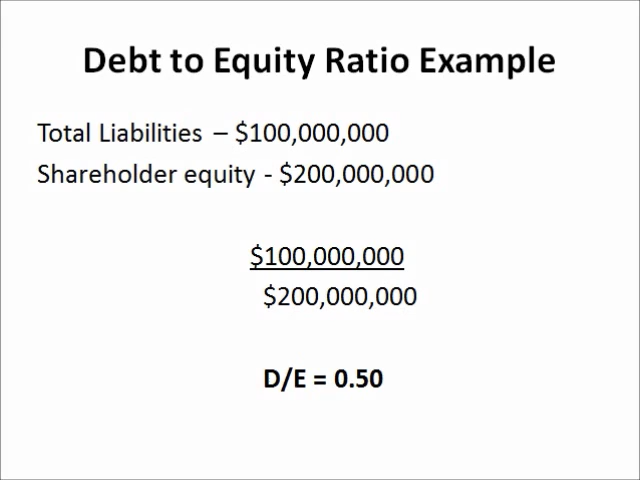 Debt to Equity Ratio Example
Total Liabilities – $100,000,000
Shareholder equity - $200,000,000
$100,000,000
$200,000,000
D/E = 0.50